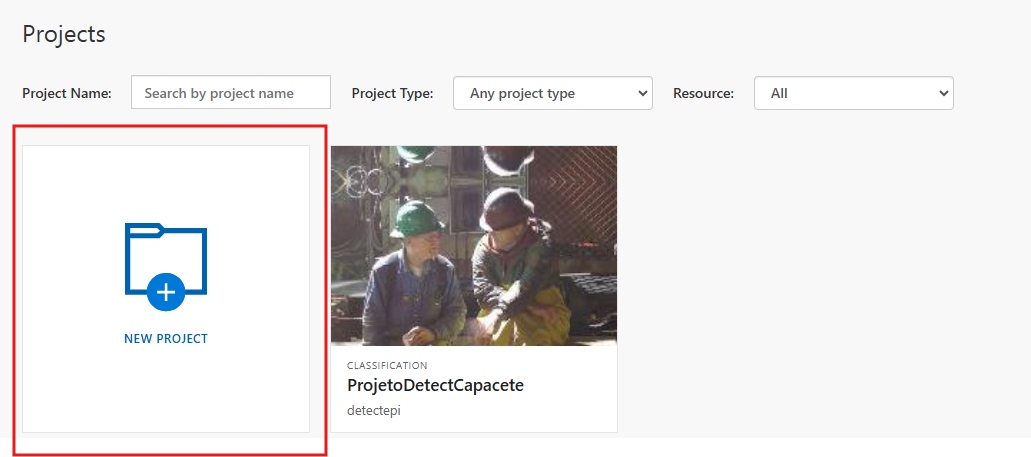 Projects
Project Name: Search by project name Project Type: Any project type Resource: All
NEW PROJECT
CLASSIFICATION
ProjetoDetectCapacete
detectepi